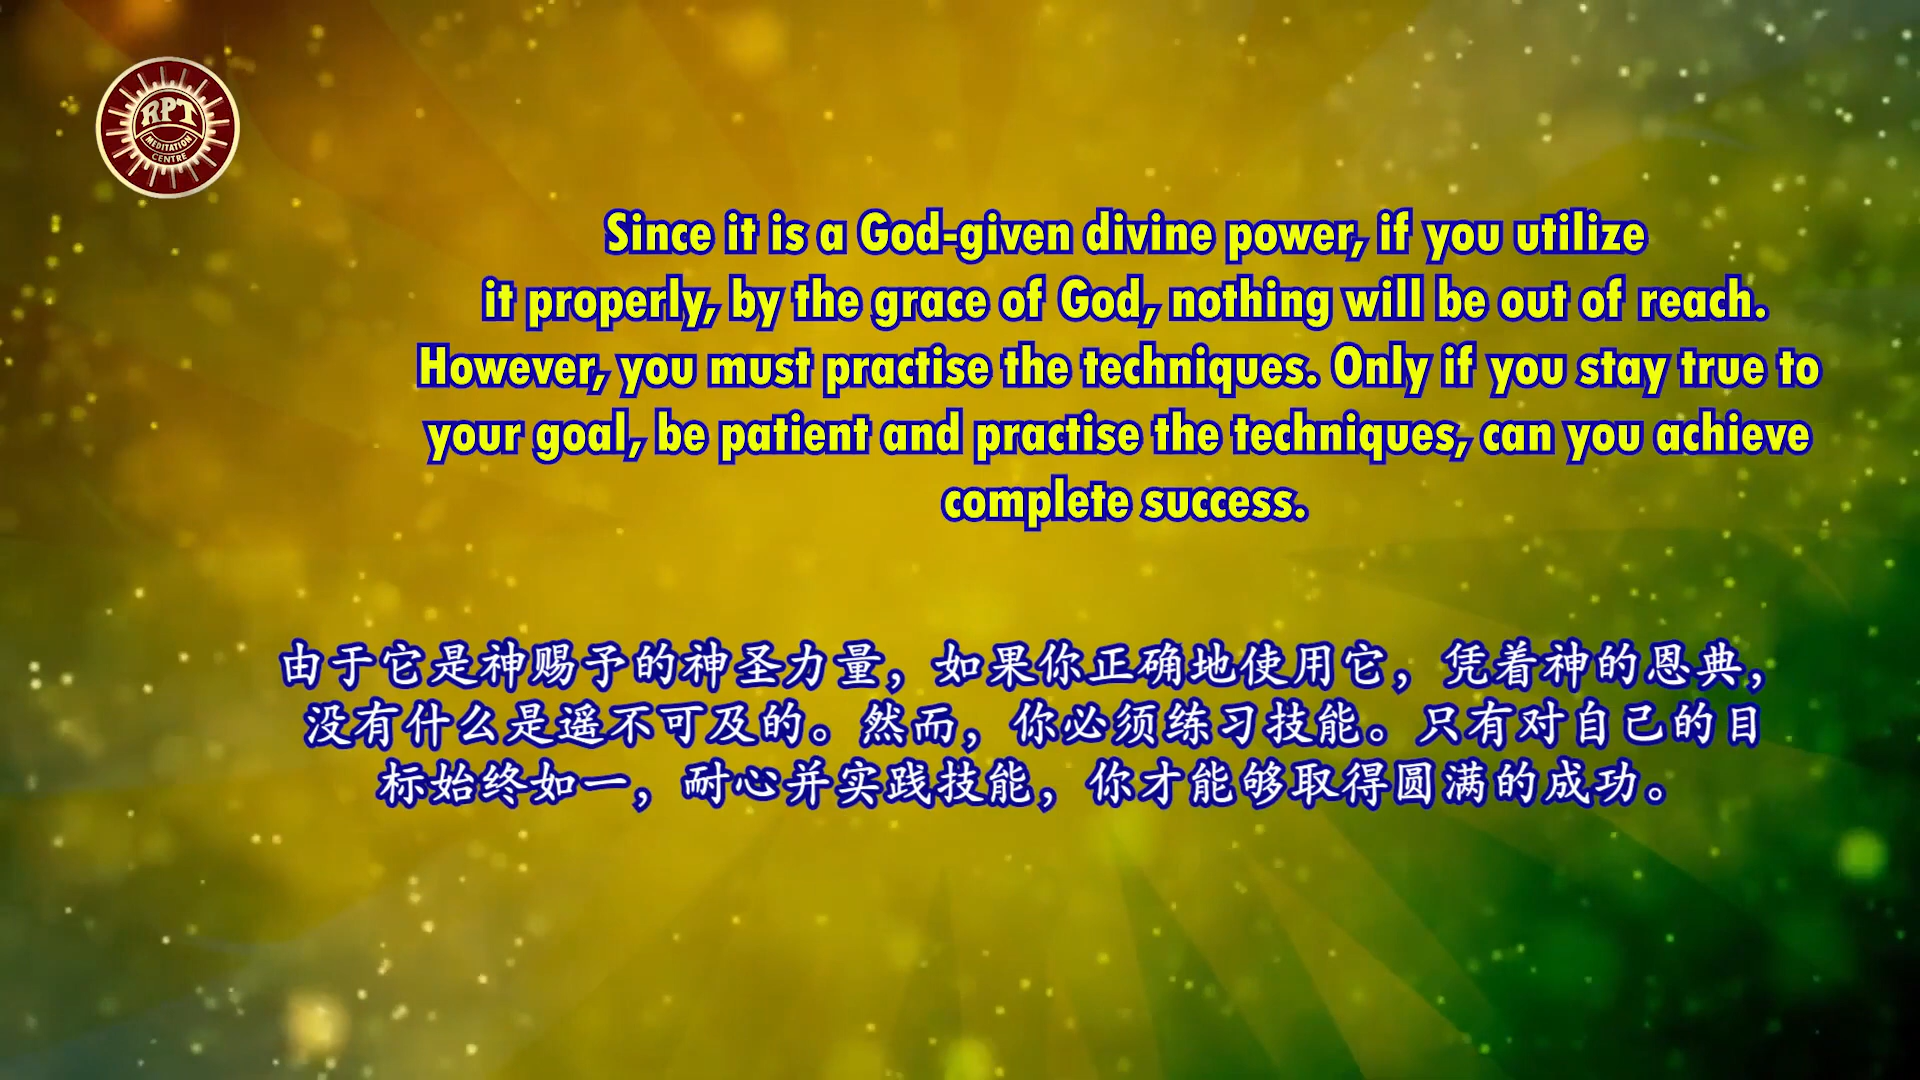 RPT
MEDITATION
CENTRE
Since it is a God-given divine power, if you utilize
it properly, by the grace of God, nothing will be out of reach.
However, you must practise the techniques. Only if you stay true to
your goal, be patient and practise the techniques, can you achieve
complete success.
由于它是神赐予的神圣力量，如果你正确地使用它，凭着神的恩典，
没有什么是遥不可及的。然而，你必须练习技能。只有对自己的目
标始终如一，耐心并实践技能，你才能够取得圆满的成功。